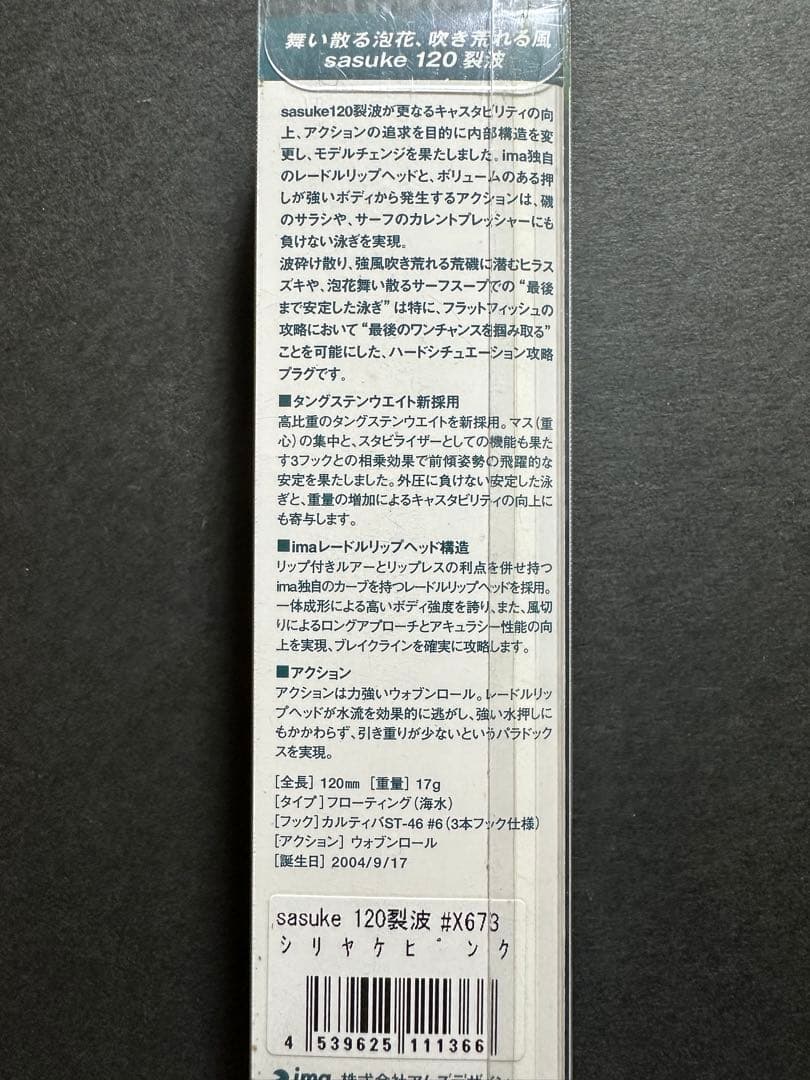 舞い散る泡花、吹き荒れる風
sasuke 120 裂波
sasuke120裂波が更なるキャスタビリティの向
上、アクションの追求を目的に内部構造を変
更し、モデルチェンジを果たしました。ima独自
のレードルリップヘッドと、ボリュームのある押
しが強いボディから発生するアクションは、磯
のサラシや、サーフのカレントプレッシャーにも
負けない泳ぎを実現。
波砕け散り、強風吹き荒れる荒磯に潜むヒラス
ズキや、泡花舞い散るサーフスープでの“最後
まで安定した泳ぎ”は特に、フラットフィッシュの
攻略において“最後のワンチャンスを掴み取る”
ことを可能にした、ハードシチュエーション攻略
プラグです。
■タングステンウエイト新採用
高比重のタングステンウエイトを新採用。マス（重
心）の集中と、スタビライザーとしての機能も果た
す3フックとの相乗効果で前傾姿勢の飛躍的な
安定を果たしました。外圧に負けない安定した泳
ぎと、重量の増加によるキャスタビリティの向上に
も寄与します。
■imaレードルリップヘッド構造
リップ付きルアーとリップレスの利点を併せ持つ
ima独自のカーブを持つレードルリップヘッドを採用。
一体成形による高いボディ強度を誇り、また、風切
りによるロングアプローチとアキュラシー性能の向
上を実現、ブレイクラインを確実に攻略します。
■アクション
アクションは力強いウォブンロール。レードルリッ
プヘッドが水流を効果的に逃がし、強い水押しに
もかかわらず、引き重りが少ないというパラドック
スを実現。
［全長］120㎜ ［重量］17g
［タイプ］フローティング（海水）
［フック］カルティバST-46 #6（3本フック仕様）
［アクション］ウォブンロール
［誕生日］2004/9/17
sasuke 120裂波 #X673
シリヤケピンク
4 539625 111366
ima 株式会社アムズデザイン